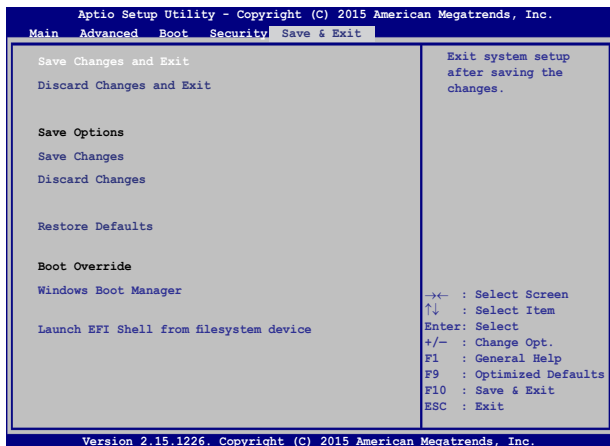 Aptio Setup Utility - Copyright (C) 2015 American Megatrends, Inc.
Main Advanced Boot Security Save & Exit
Save Changes and Exit
Discard Changes and Exit
Save Options
Save Changes
Discard Changes
Restore Defaults
Boot Override
Windows Boot Manager
Launch EFI Shell from filesystem device
Exit system setup
after saving the
changes.
→← : Select Screen
↑↓ : Select Item
Enter: Select
+/− : Change Opt.
F1 : General Help
F9 : Optimized Defaults
F10 : Save & Exit
ESC : Exit
Version 2.15.1226. Copyright (C) 2015 American Megatrends, Inc.